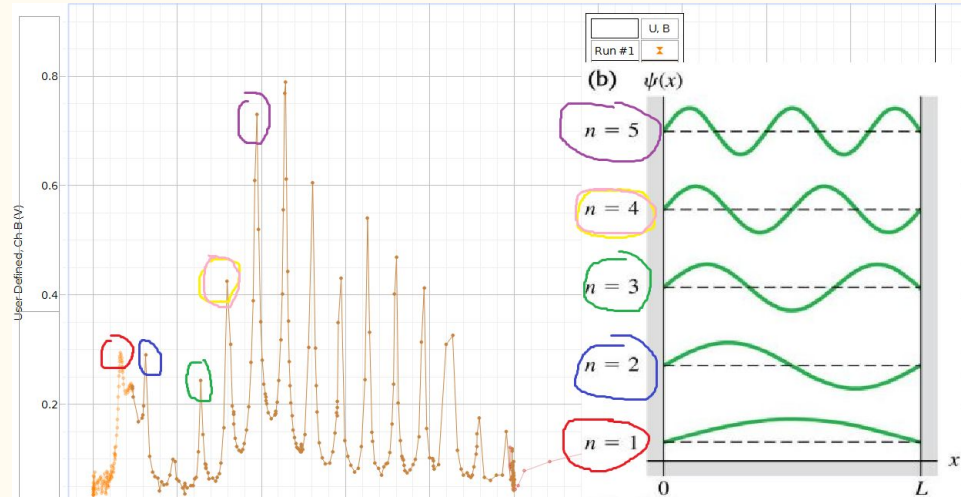 U, B
Run #1
(b) ψ(x)
0.8
0.6
0.4
0.2
User-Defined, Ch B (V)
n = 5
n = 4
n = 3
n = 2
n = 1
x
0
L